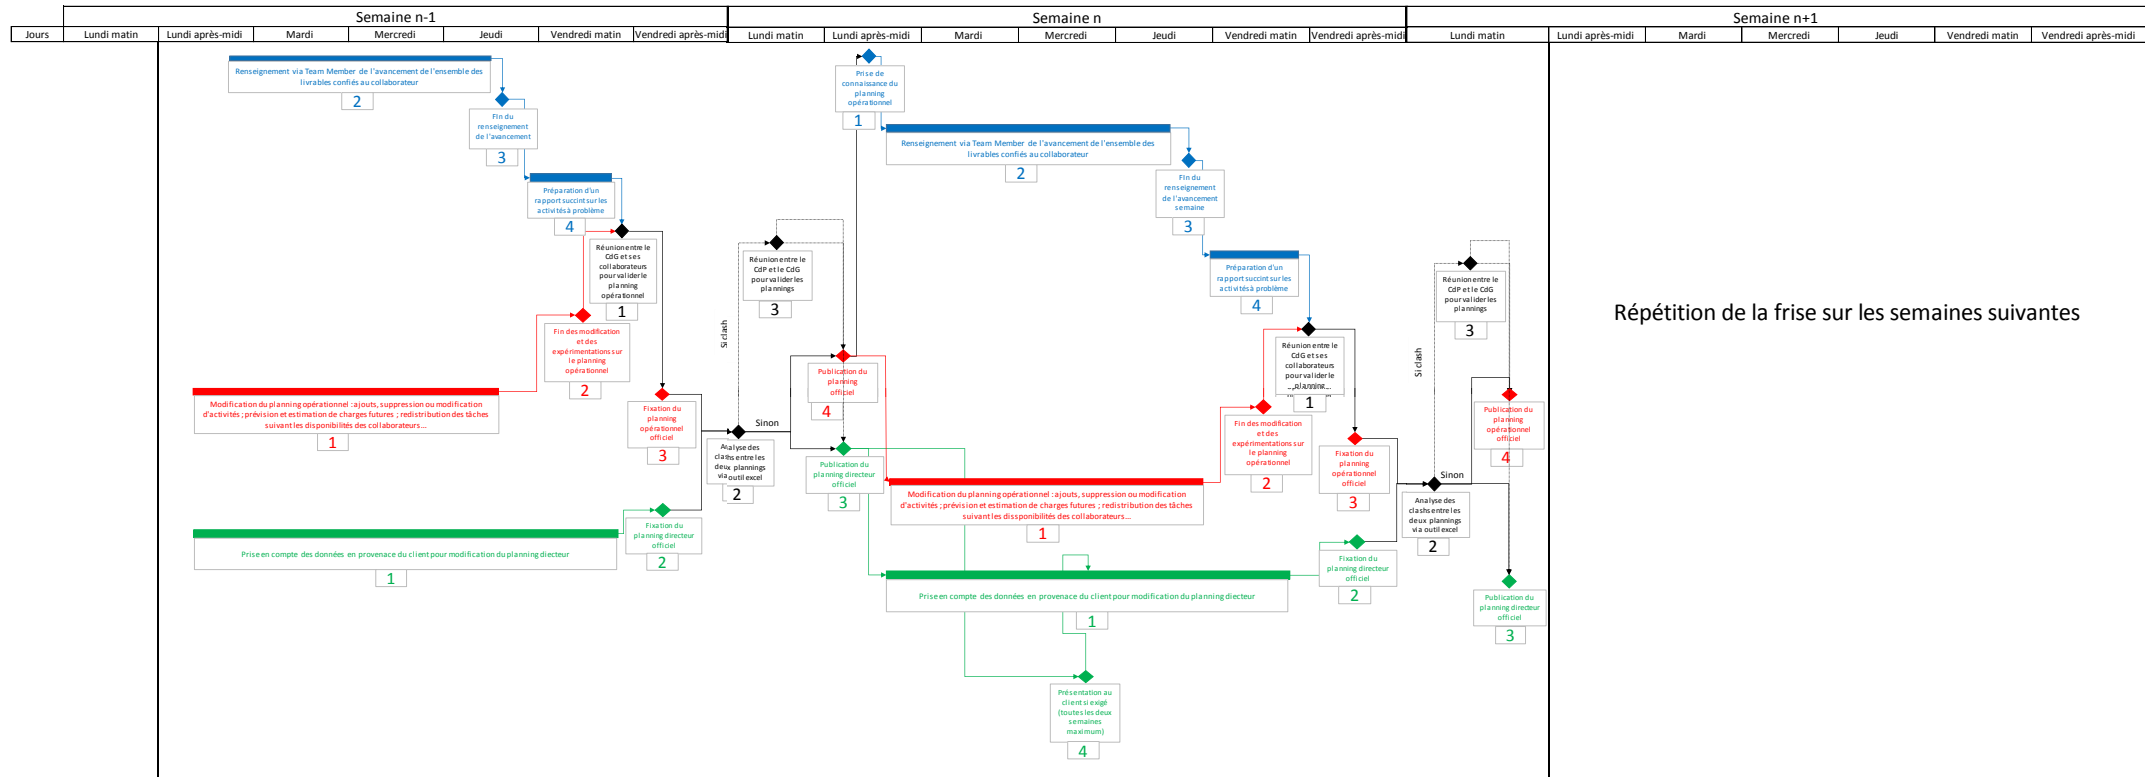 Semaine n-1
Semaine n
Semaine n+1
Jours
Lundi matin
Lundi après-midi
Mardi
Mercredi
Jeudi
Vendredi matin
Vendredi après-midi
Lundi matin
Lundi après-midi
Mardi
Mercredi
Jeudi
Vendredi matin
Vendredi après-midi
Lundi matin
Lundi après-midi
Mardi
Mercredi
Jeudi
Vendredi matin
Vendredi après-midi
Renseignement via Team Member de l'avancement de l'ensemble des
livrables confiés au collaborateur
2
FIn du
renseignement
de l'avancement
3
Préparation d'un
rapport succint sur les
activités à problème
4
Réunion entre le
CdG et ses
collaborateurs
pour valider le
planning
opérationnel
1
Fin des modification
et des
expérimentations sur
le planning
opérationnel
2
Modification du planning opérationnel : ajouts, suppression ou modification
d'activités ; prévision et estimation de charges futures ; redistribution des tâches
suivant les disponibilités des collaborateurs...
1
Fixation du
planning
opérationnel
officiel
3
Prise en compte des données en provenace du client pour modification du planning diecteur
1
Fixation du
planning directeur
officiel
2
Si clash
Réunion entre le
CdP et le CdG
pour valider les
plannings
3
Sinon
Analyse des
clashs entre les
deux plannings
via outil excel
2
Prise de
connaissance du
planning
opérationnel
1
Publication du
planning
officiel
4
Publication du
planning directeur
officiel
3
Renseignement via Team Member de l'avancement de l'ensemble des
livrables confiés au collaborateur
2
FIn du
renseignement
de l'avancement
semaine
3
Préparation d'un
rapport succint sur les
activités à problème
4
Réunion entre le
CdG et ses
collaborateurs
pour valider le
planning
1
Fin des modification
et des
expérimentations sur
le planning
opérationnel
2
Modification du planning opérationnel : ajouts, suppression ou modification
d'activités ; prévision et estimation de charges futures ; redistribution des tâches
suivant les dissponibilités des collaborateurs...
1
Fixation du
planning
opérationnel
officiel
3
Prise en compte des données en provenace du client pour modification du planning diecteur
1
Fixation du
planning directeur
officiel
2
Présentation au
client si exigé
(toutes les deux
semaines
maximum)
4
Si clash
Réunion entre le
CdP et le CdG
pour valider les
plannings
3
Sinon
Analyse des
clashs entre les
deux plannings
via outil excel
2
Publication du
planning
opérationnel
officiel
4
Publication du
planning directeur
officiel
3
Répétition de la frise sur les semaines suivantes